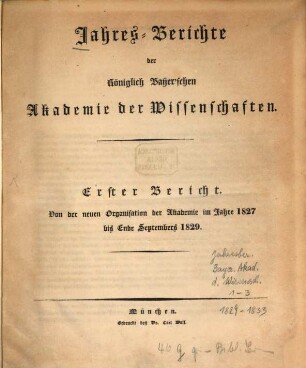 Jahres-Berichte
der
Königlich Bayer'schen
Akademie der Wissenschaften.
Erster Bericht.
Von der neuen Organisation der Akademie im Jahre 1827
bis Ende Septembers 1829.
Bayer. Akad.
d. Wissensch.
1-3
1829-1833
München.
Gedruckt bey Dr. Carl Wolf.